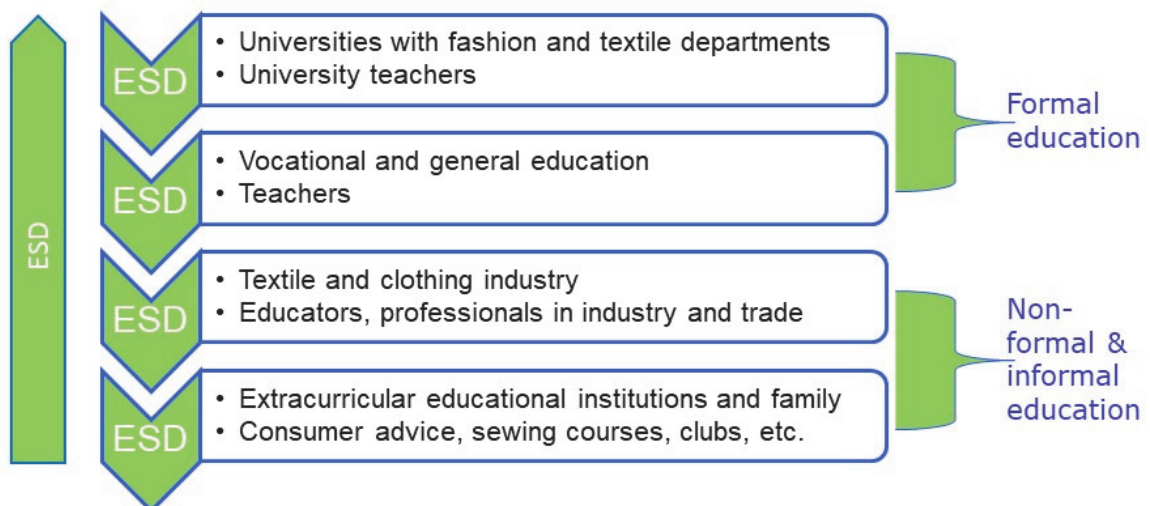 ESD
ESD
• Universities with fashion and textile departments
• University teachers
ESD
• Vocational and general education
• Teachers
Formal
education
ESD
• Textile and clothing industry
• Educators, professionals in industry and trade
ESD
• Extracurricular educational institutions and family
• Consumer advice, sewing courses, clubs, etc.
Non-
formal &
informal
education